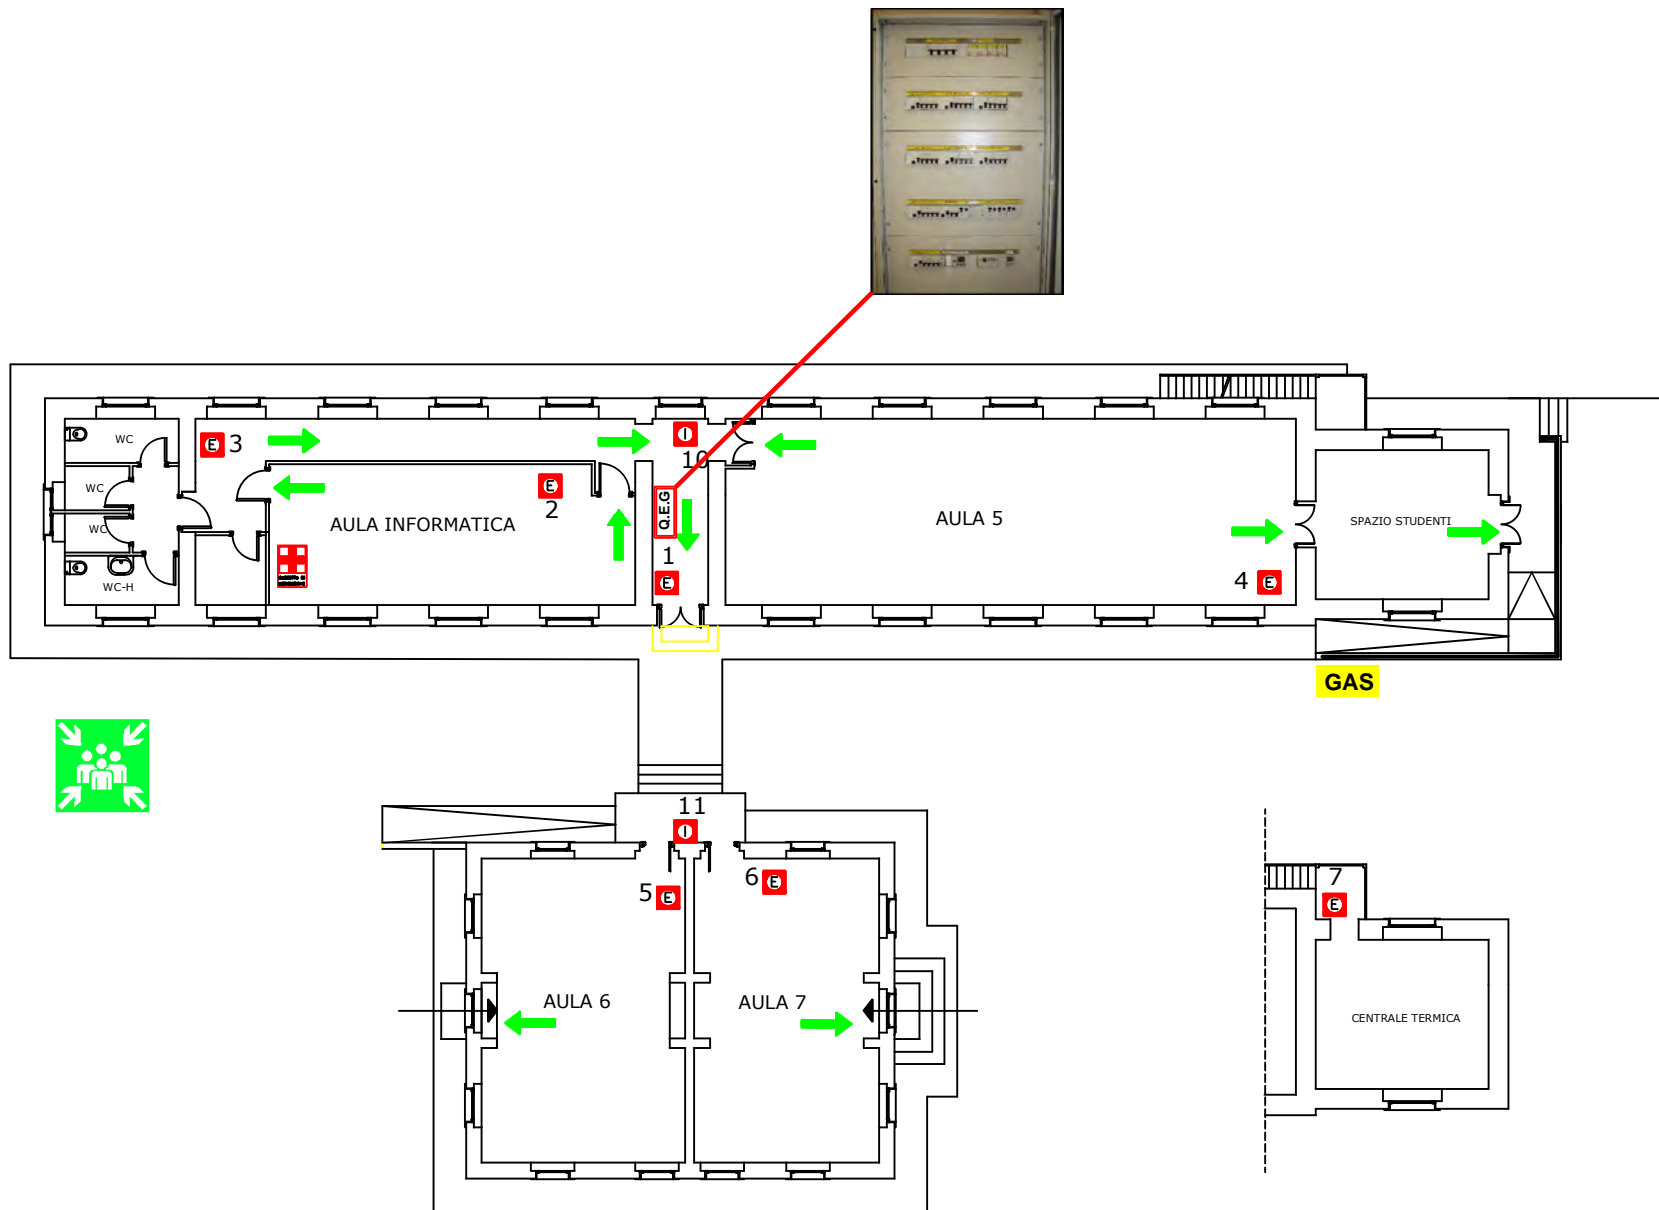 WC
E
3
I
10
WC
E
2
AULA INFORMATICA
Q.E.G
AULA 5
SPAZIO STUDENTI
WC
WC-H
1
E
4
E
GAS
11
I
5
E
6
E
7
E
AULA 6
AULA 7
CENTRALE TERMICA